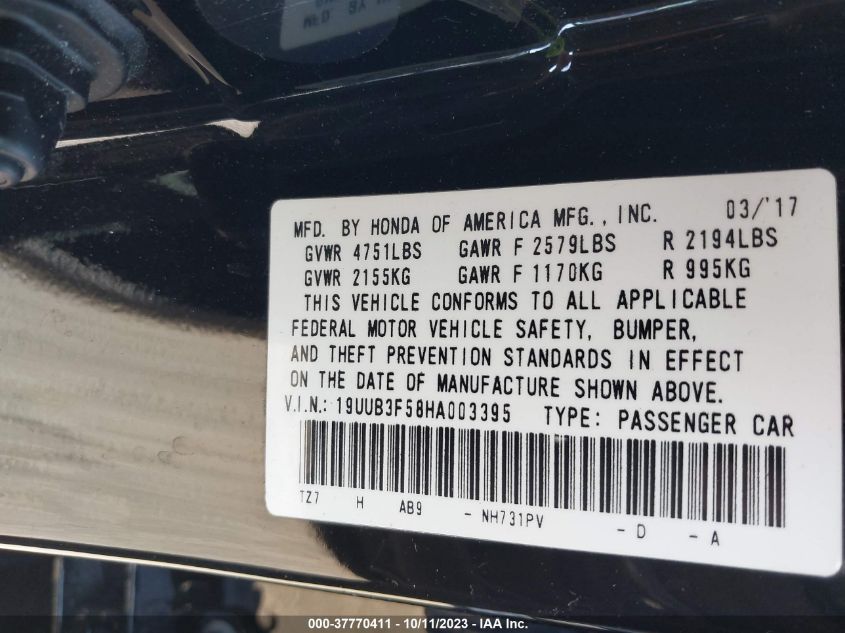 MFD. BY HONDA OF AMERICA MFG., INC. 03/'17
GVWR 4751LBS GAWR F 2579LBS R 2194LBS
GVWR 2155KG GAWR F 1170KG R 995KG
THIS VEHICLE CONFORMS TO ALL APPLICABLE
FEDERAL MOTOR VEHICLE SAFETY, BUMPER,
AND THEFT PREVENTION STANDARDS IN EFFECT
ON THE DATE OF MANUFACTURE SHOWN ABOVE.
V.I.N.: 19UUB3F58HA003395 TYPE: PASSENGER CAR
TZ7 H AB9 - NH731PV - D - A
000-37770411 - 10/11/2023 - IAA Inc.